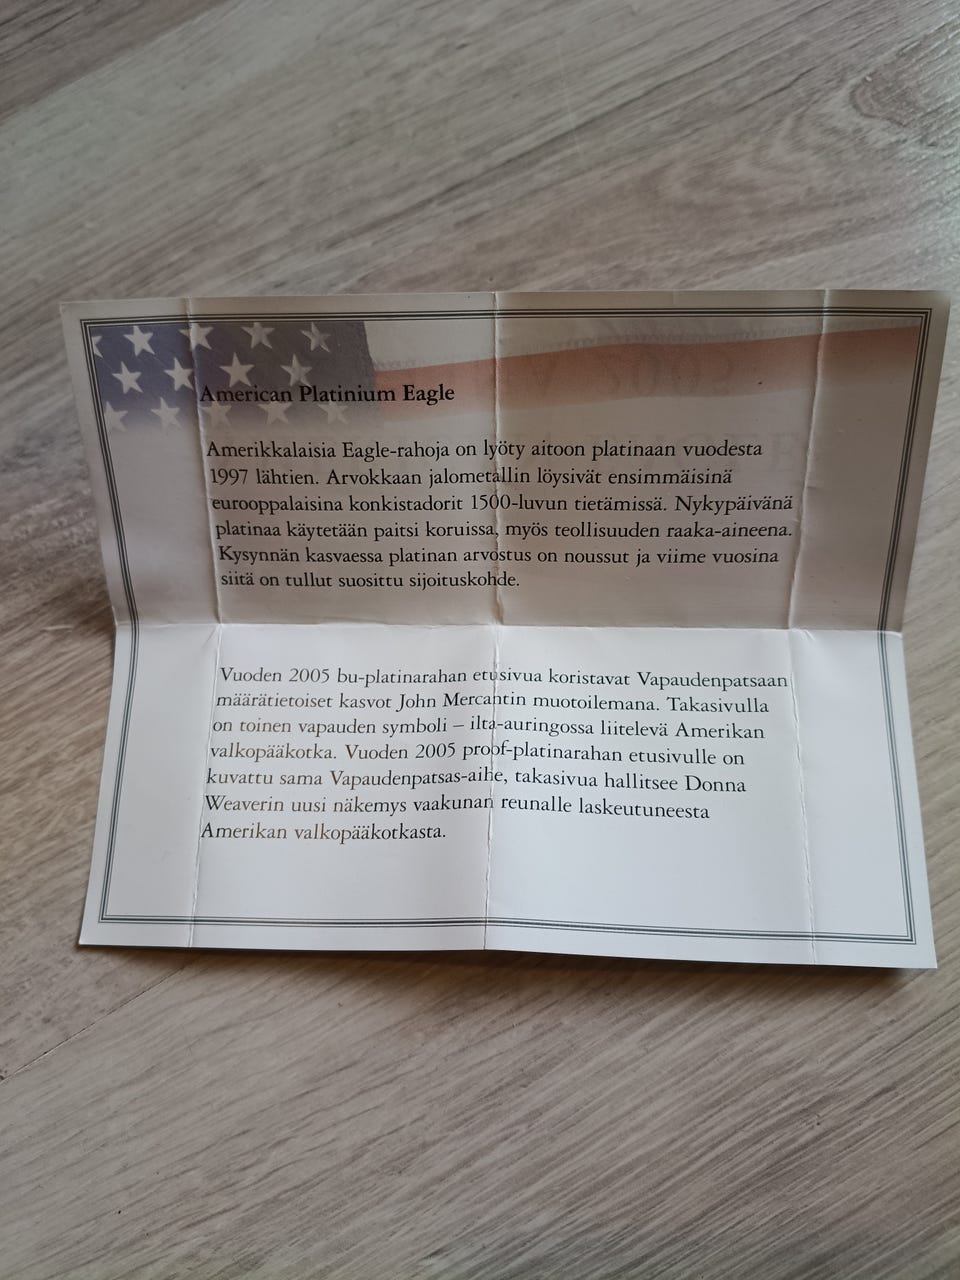 American Platinium Eagle
Amerikkalaisia Eagle-rahoja on lyöty aitoon platinaan vuodesta
1997 lähtien. Arvokkaan jalometallin löysivät ensimmäisinä
eurooppalaisina konkistadorit 1500-luvun tietämissä. Nykypäivänä
platinaa käytetään paitsi koruissa, myös teollisuuden raaka-aineena.
Kysynnän kasvaessa platinan arvostus on noussut ja viime vuosina
siitä on tullut suosittu sijoituskohde.
Vuoden 2005 bu-platinarahan etusivua koristavat Vapaudenpatsaan
määrätietoiset kasvot John Mercantin muotoilemana. Takasivulla
on toinen vapauden symboli – ilta-auringossa liitelevä Amerikan
valkopääkotka. Vuoden 2005 proof-platinarahan etusivulle on
kuvattu sama Vapaudenpatsas-aihe, takasivua hallitsee Donna
Weaverin uusi näkemys vaakunan reunalle laskeutuneesta
Amerikan valkopääkotkasta.